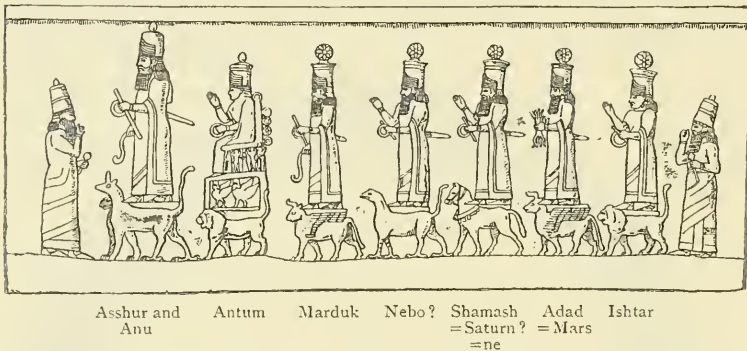 Asshur and Antum Marduk Nebo? Shamash Adad Ishtar
Anu =Saturn? =Mars
=ne